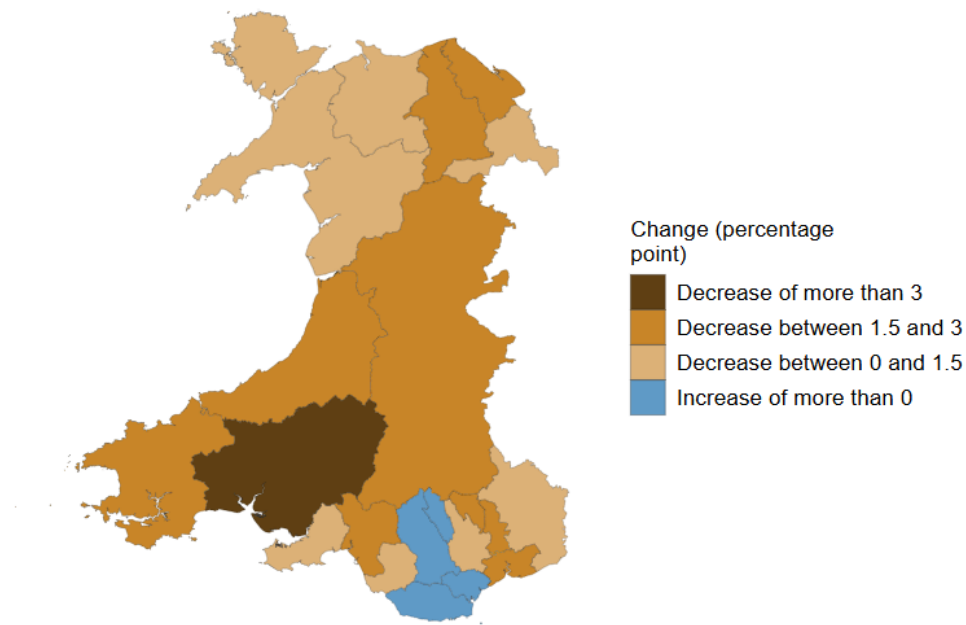 Change (percentage
point)
Decrease of more than 3
Decrease between 1.5 and 3
Decrease between 0 and 1.5
Increase of more than 0